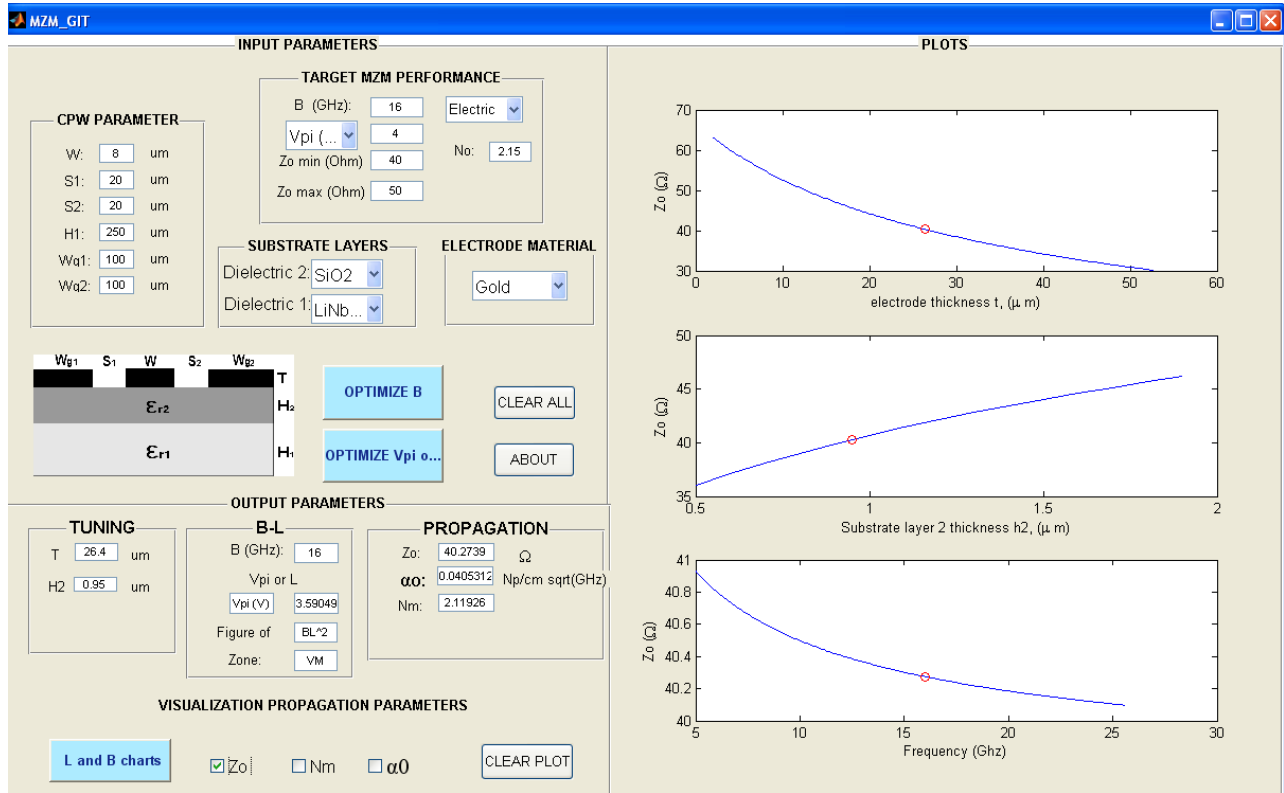 MZM_GIT
INPUT PARAMETERS
TARGET MZM PERFORMANCE
B (GHz): 16 Electric
Vpi (... 4
No: 2.15
Zo min (Ohm) 40
Zo max (Ohm) 50
CPW PARAMETER
W: 8 um
S1: 20 um
S2: 20 um
H1: 250 um
Wg1: 100 um
Wg2: 100 um
SUBSTRATE LAYERS
Dielectric 2: SiO2
Dielectric 1: LiNb...
ELECTRODE MATERIAL
Gold
Wg1 S1 W S2 Wg2
T
εr2 H2
εr1 H1
OPTIMIZE B
OPTIMIZE Vpi o...
CLEAR ALL
ABOUT
OUTPUT PARAMETERS
TUNING
T 26.4 um
H2 0.95 um
B-L
B (GHz): 16
Vpi or L
Vpi (V) 3.59049
Figure of BL^2
Zone: VM
PROPAGATION
Zo: 40.2739 Ω
αo: 0.0405312 Np/cm sqrt(GHz)
Nm: 2.11926
VISUALIZATION PROPAGATION PARAMETERS
L and B charts Zo Nm α0 CLEAR PLOT
PLOTS
70
60
50
40
30
Zo (Ω)
0 10 20 30 40 50 60
electrode thickness t, (μ m)
50
45
40
35
Zo (Ω)
0.5 1 1.5 2
Substrate layer 2 thickness h2, (μ m)
41
40.8
40.6
40.4
40.2
40
Zo (Ω)
5 10 15 20 25 30
Frequency (Ghz)